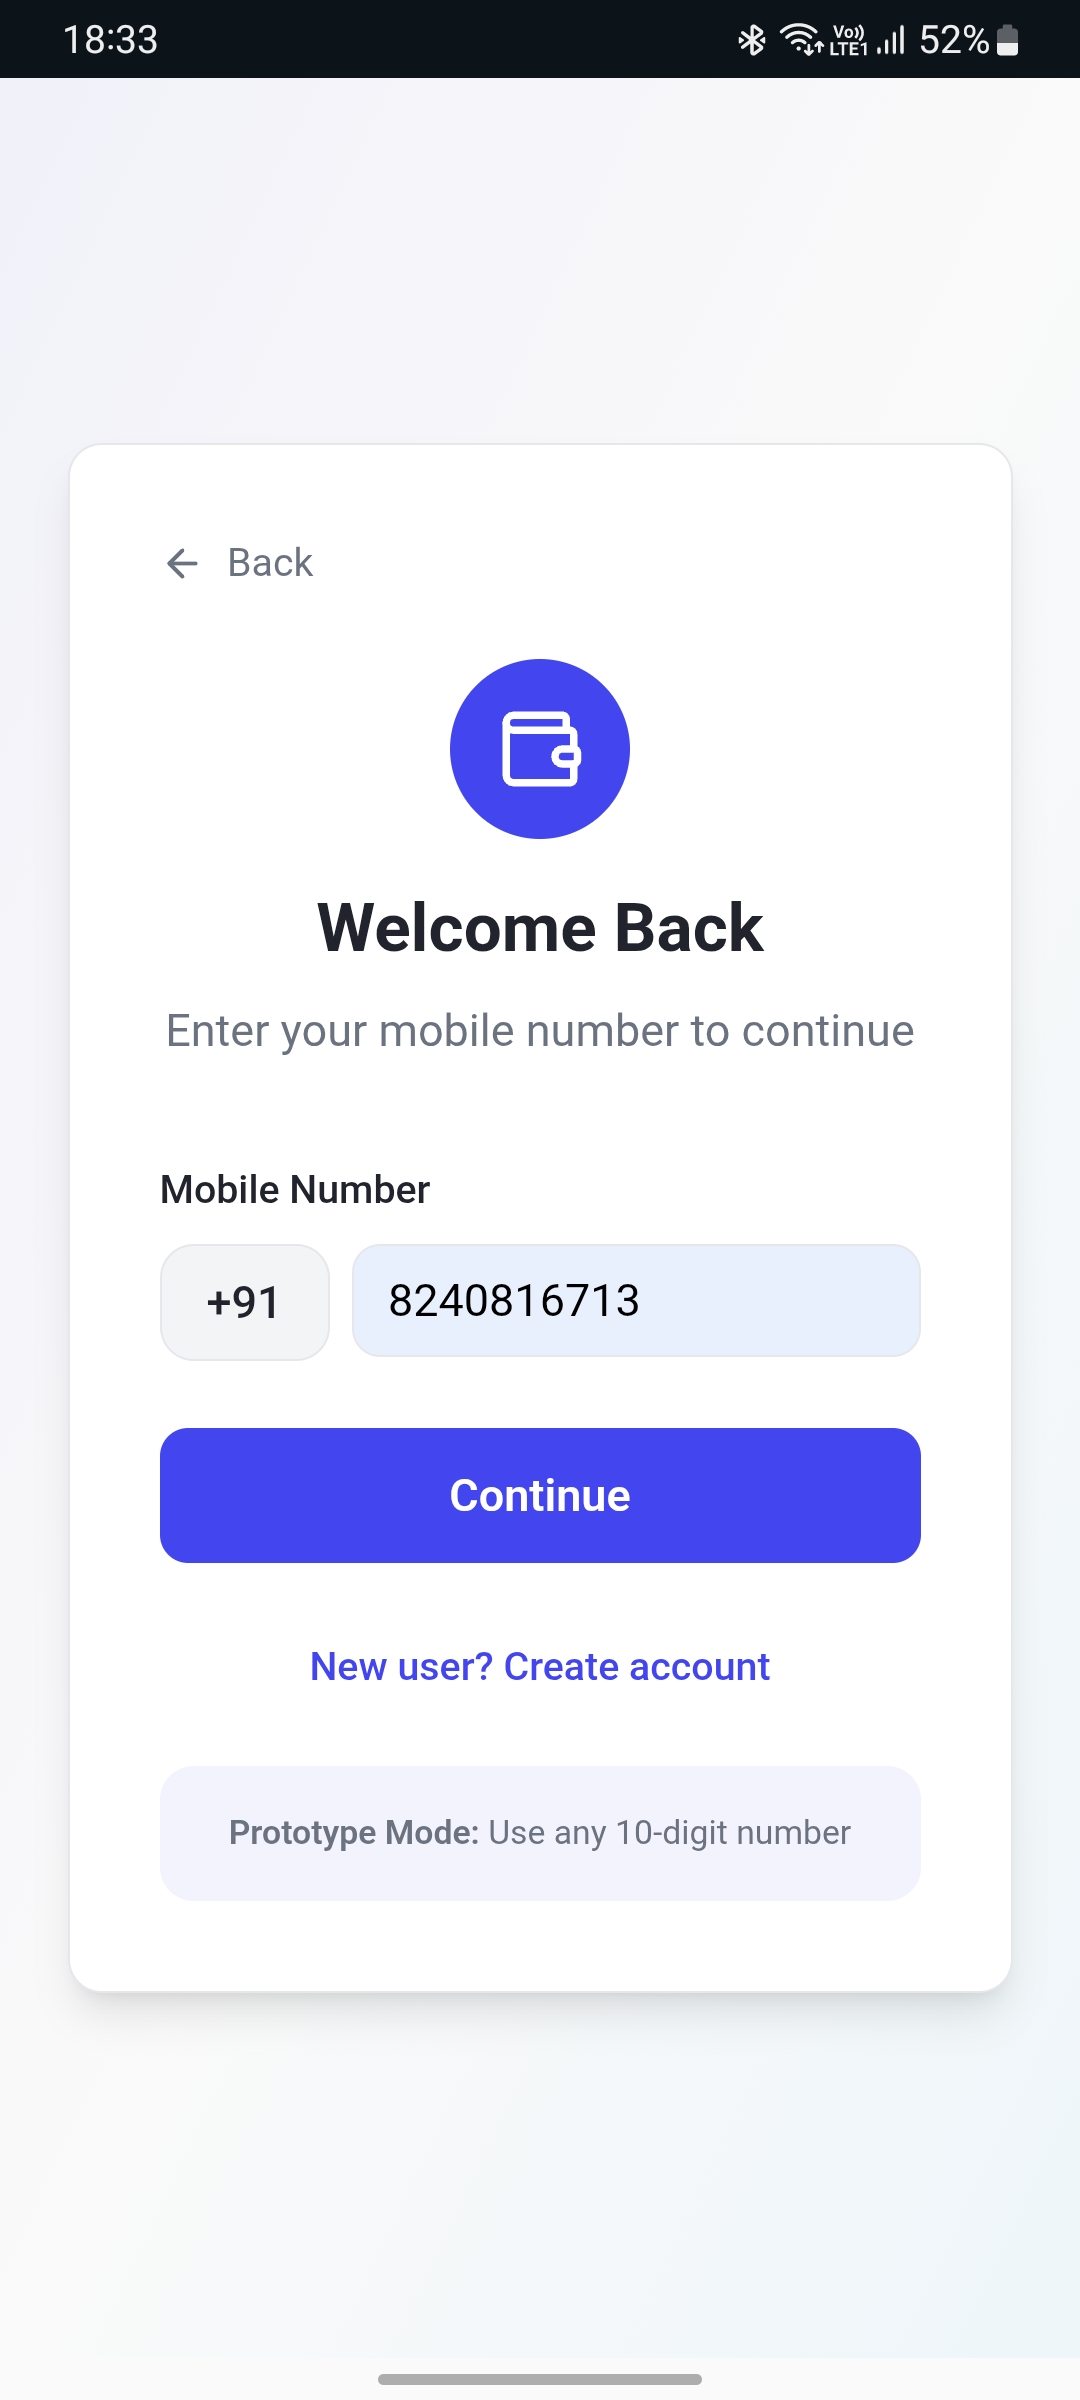 18:33
Vo)) LTE1 52%
Back
Welcome Back
Enter your mobile number to continue
Mobile Number
+91 8240816713
Continue
New user? Create account
Prototype Mode: Use any 10-digit number